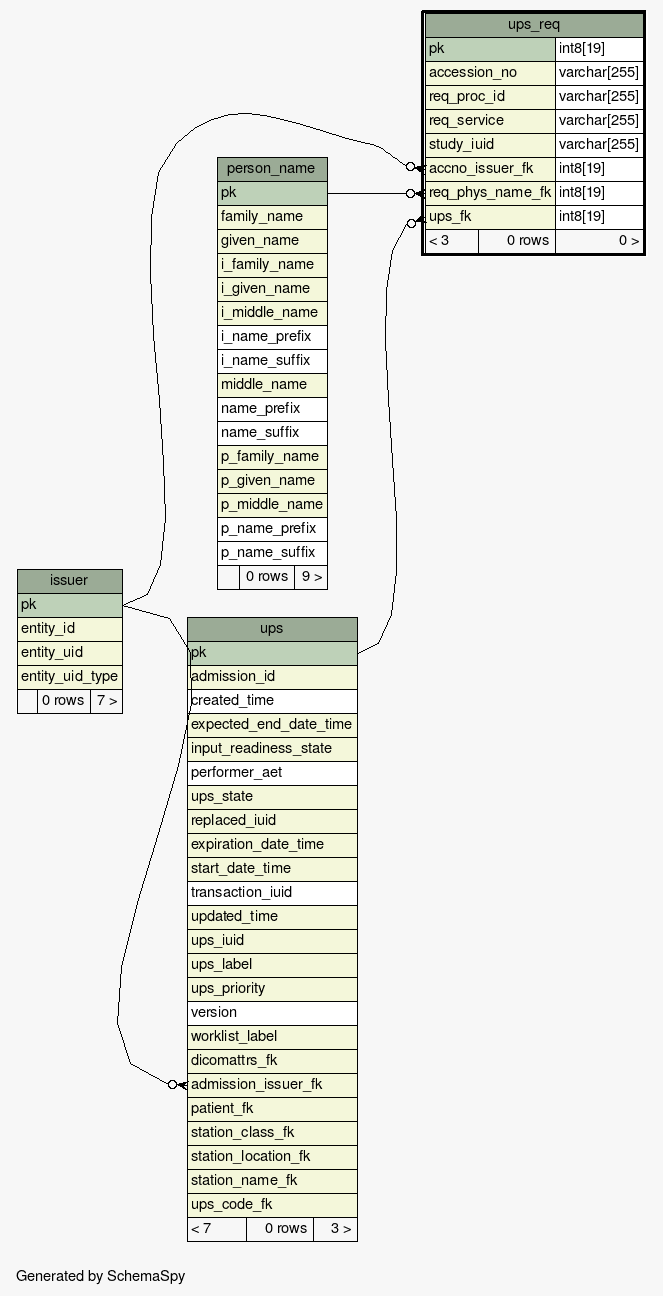 ups_req
pk int8[19]
accession_no varchar[255]
req_proc_id varchar[255]
req_service varchar[255]
study_iuid varchar[255]
accno_issuer_fk int8[19]
req_phys_name_fk int8[19]
ups_fk int8[19]
< 3 0 rows 0 >
person_name
pk
family_name
given_name
i_family_name
i_given_name
i_middle_name
i_name_prefix
i_name_suffix
middle_name
name_prefix
name_suffix
p_family_name
p_given_name
p_middle_name
p_name_prefix
p_name_suffix
0 rows 9 >
issuer
pk
entity_id
entity_uid
entity_uid_type
0 rows 7 >
ups
pk
admission_id
created_time
expected_end_date_time
input_readiness_state
performer_aet
ups_state
replaced_iuid
expiration_date_time
start_date_time
transaction_iuid
updated_time
ups_iuid
ups_label
ups_priority
version
worklist_label
dicomattrs_fk
admission_issuer_fk
patient_fk
station_class_fk
station_location_fk
station_name_fk
ups_code_fk
< 7 0 rows 3 >
Generated by SchemaSpy